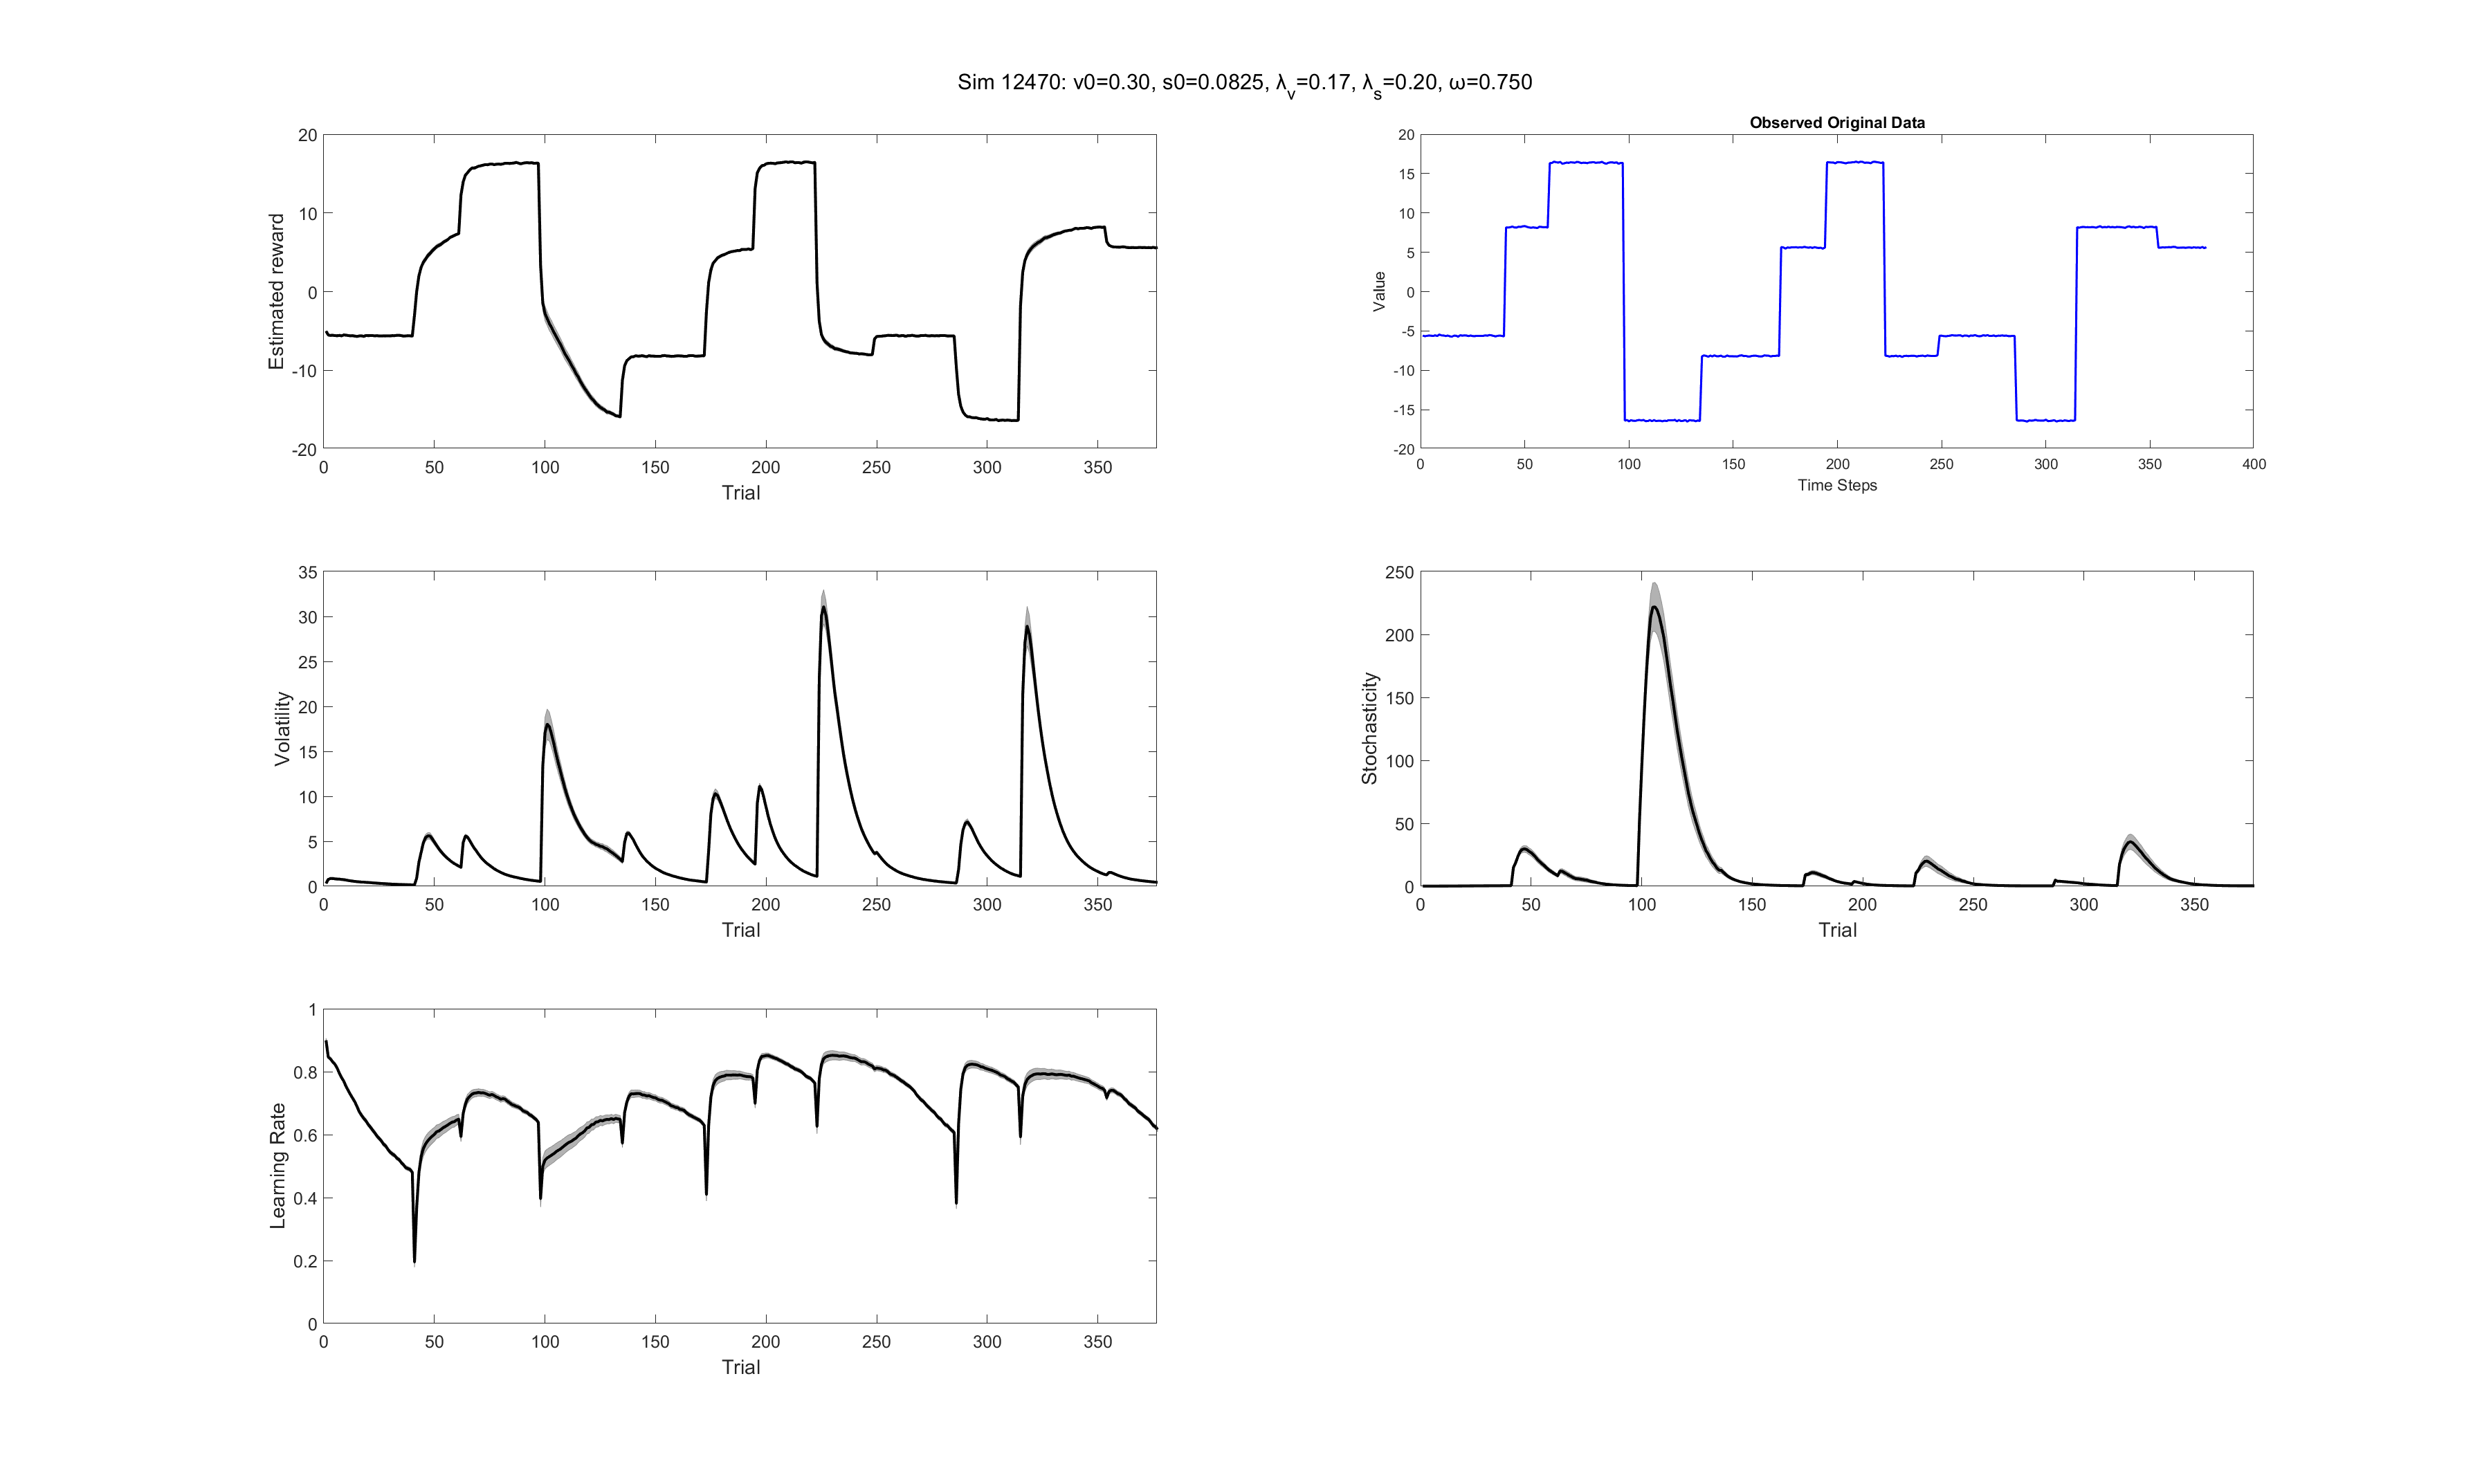 Sim 12470: v0=0.30, s0=0.0825, λv=0.17, λs=0.20, ω=0.750
20
10
0
-10
-20
Estimated reward
0 50 100 150 200 250 300 350
Trial
Observed Original Data
20
15
10
5
0
-5
-10
-15
-20
Value
0 50 100 150 200 250 300 350 400
Time Steps
35
30
25
20
15
10
5
0
Volatility
0 50 100 150 200 250 300 350
Trial
250
200
150
100
50
0
Stochasticity
0 50 100 150 200 250 300 350
Trial
1
0.8
0.6
0.4
0.2
0
Learning Rate
0 50 100 150 200 250 300 350
Trial